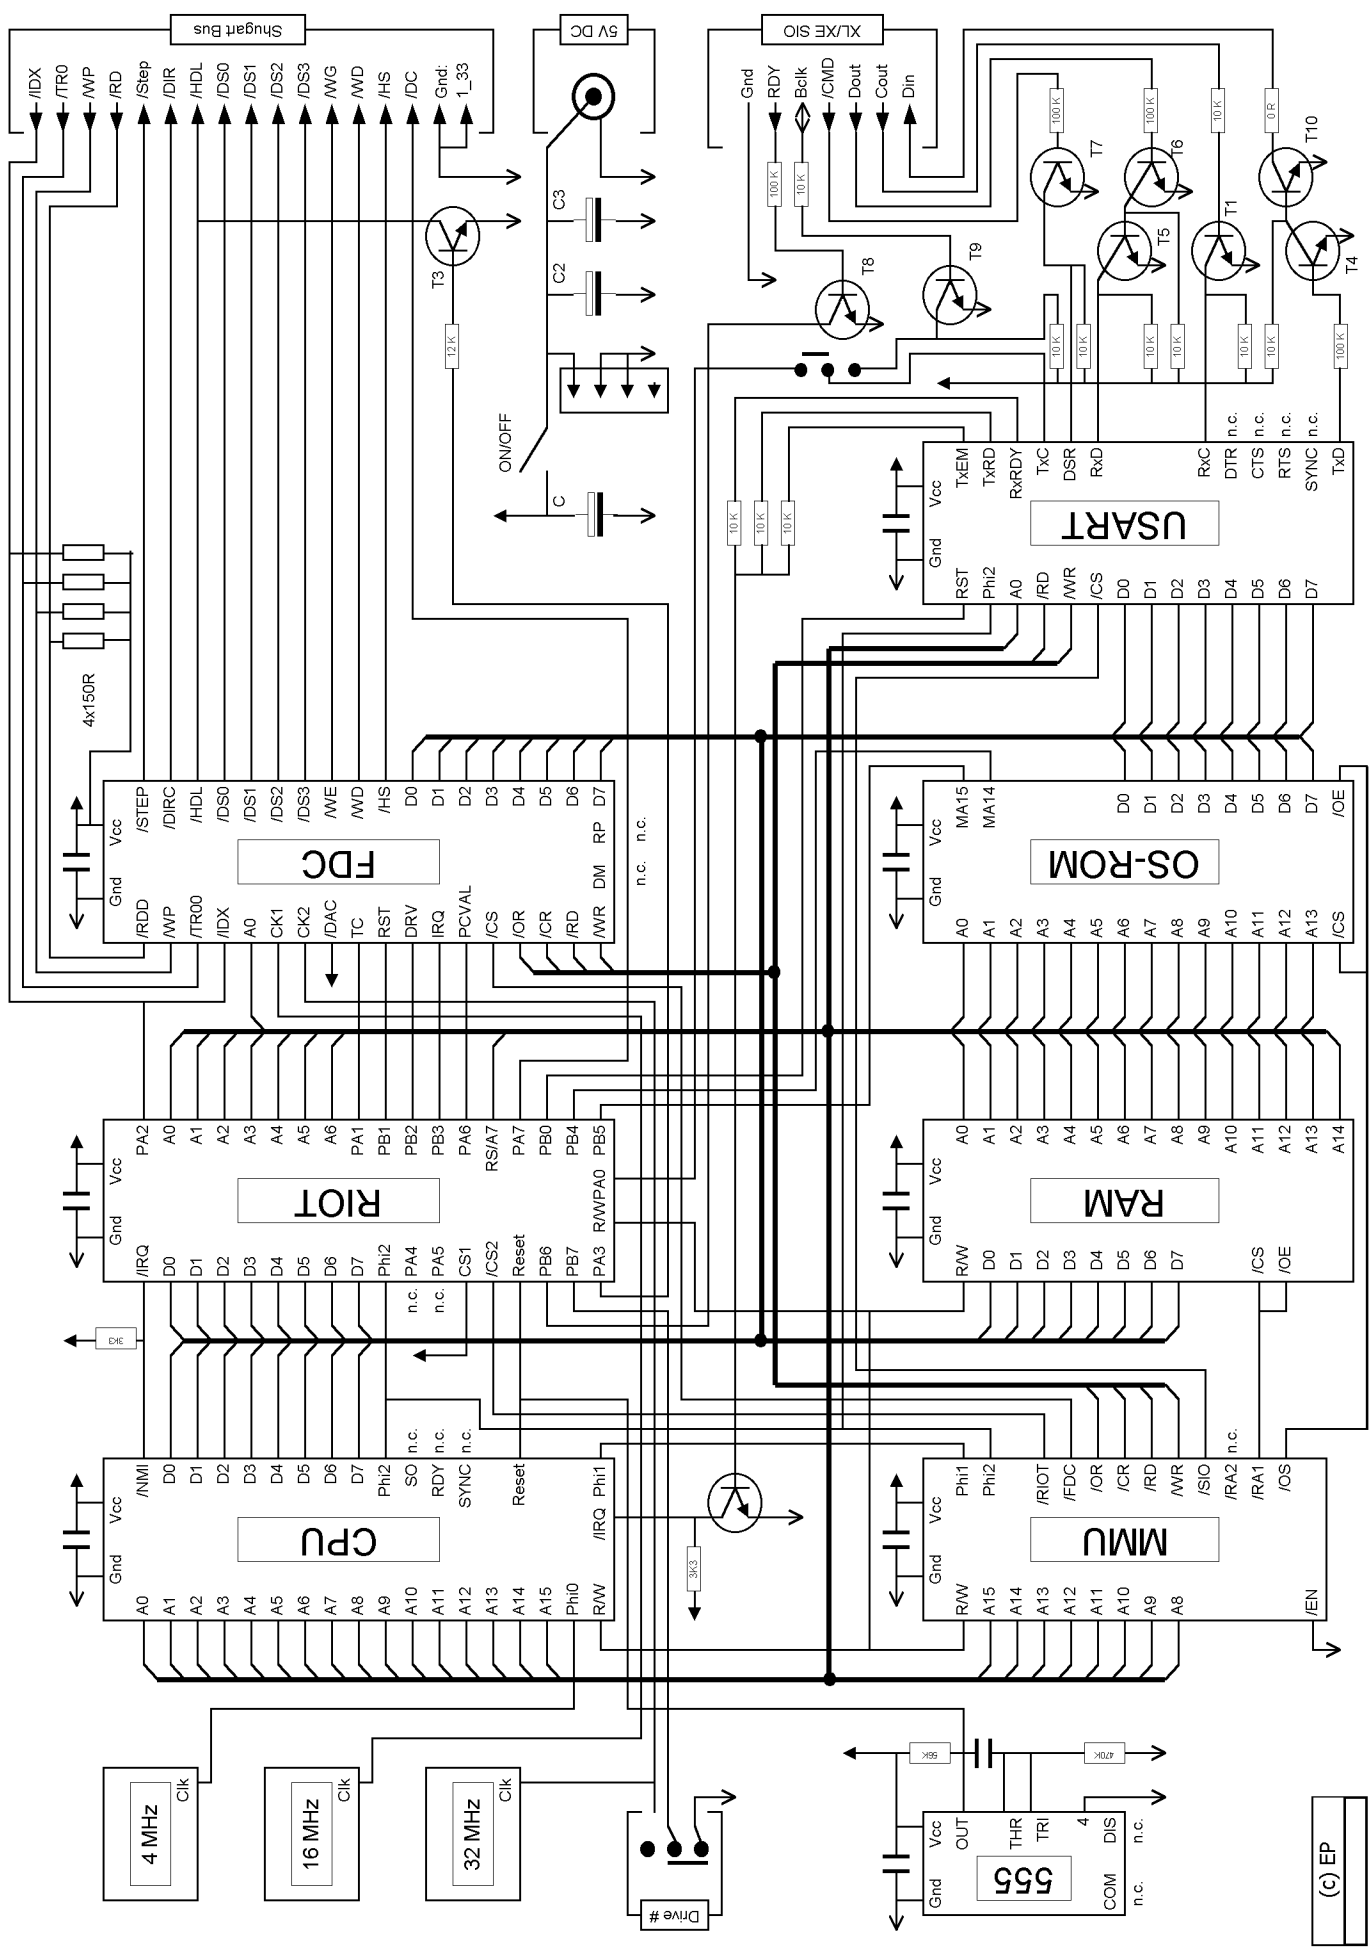 Shugart Bus
/IDX
/TR0
/WP
/RD
/Step
/DIR
/HDL
/DS0
/DS1
/DS2
/DS3
/WG
/WD
/HS
/DC
Gnd:
1_33
5V DC
XL/XE SIO
Gnd
RDY
Bclk
/CMD
Dout
Cout
Din
100 K
10 K
100 K
100 K
10 K
0 R
T7
T6
T1
T10
T5
T4
T8
T9
T3
12 K
C3
C2
ON/OFF
C
10 K
10 K
10 K
10 K
10 K
10 K
100 K
10 K
10 K
10 K
4x150R
USART
Vcc
Gnd
TxEM
TxRD
RxRDY
TxC
DSR
RxD
RxC
DTR n.c.
CTS n.c.
RTS n.c.
SYNC n.c.
TxD
RST
Phi2
A0
/RD
/WR
/CS
D0
D1
D2
D3
D4
D5
D6
D7
FDC
Vcc
Gnd
/STEP
/DIRC
/HDL
/DS0
/DS1
/DS2
/DS3
/WE
/WD
/HS
D0
D1
D2
D3
D4
D5
D6
D7
DM RP
n.c. n.c.
/RDD
/WP
/TR00
/IDX
A0
CK1
CK2
/DAC
TC
RST
DRV
IRQ
PCVAL
/CS
/OR
/CR
/RD
/WR
OS-ROM
Vcc
Gnd
MA15
MA14
D0
D1
D2
D3
D4
D5
D6
D7
/OE
A0
A1
A2
A3
A4
A5
A6
A7
A8
A9
A10
A11
A12
A13
/CS
RIOT
Vcc
Gnd
PA2
A0
A1
A2
A3
A4
A5
A6
PA1
PB1
PB2
PB3
PA6
RS/A7
PA7
PB0
PB4
PB5
R/WPA0
/IRQ
D0
D1
D2
D3
D4
D5
D6
D7
Phi2
PA4 n.c.
PA5 n.c.
CS1
/CS2
Reset
PB6
PB7
PA3
RAM
Vcc
Gnd
A0
A1
A2
A3
A4
A5
A6
A7
A8
A9
A10
A11
A12
A13
A14
R/W
D0
D1
D2
D3
D4
D5
D6
D7
/CS
/OE
3K3
CPU
Vcc
Gnd
/NMI
D0
D1
D2
D3
D4
D5
D6
D7
Phi2
SO n.c.
RDY n.c.
SYNC n.c.
Reset
/IRQ Phi1
A0
A1
A2
A3
A4
A5
A6
A7
A8
A9
A10
A11
A12
A13
A14
A15
Phi0
R/W
3K3
MMU
Vcc
Gnd
Phi1
Phi2
/RIOT
/FDC
/OR
/CR
/RD
/WR
/SIO
/RA2 n.c.
/RA1
/OS
R/W
A15
A14
A13
A12
A11
A10
A9
A8
/EN
4 MHz
Clk
16 MHz
Clk
32 MHz
Clk
Drive #
56K
470K
555
Vcc
Gnd
OUT
THR
TRI
4
COM DIS
n.c. n.c.
(c) EP